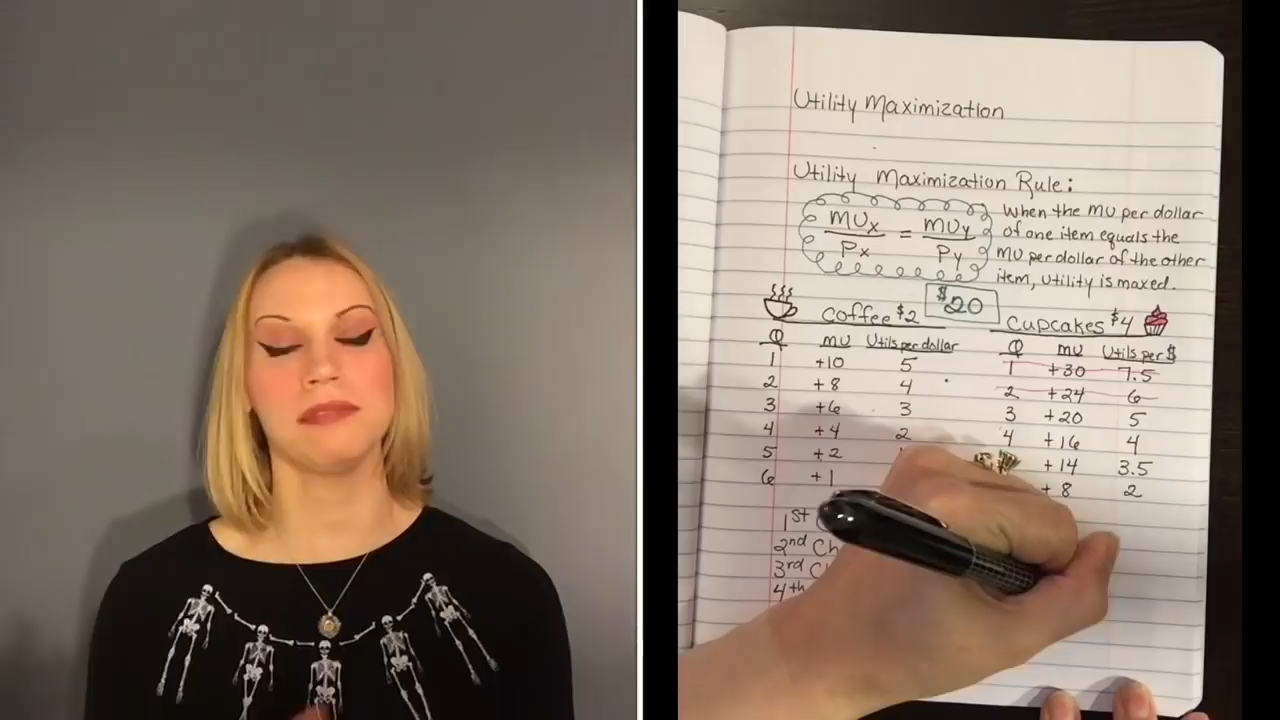 Utility Maximization
Utility Maximization Rule:
MUx / Px = MUy / Py
When the MU per dollar
of one item equals the
MU per dollar of the other
item, utility is maxed.
$20
Coffee $2
Q MU Utils per dollar
1 +10 5
2 +8 4
3 +6 3
4 +4 2
5 +2
6 +1
Cupcakes $4
Q MU Utils per $
1 +30 7.5
2 +24 6
3 +20 5
4 +16 4
+14 3.5
+8 2
1st
2nd Ch
3rd Ch
4th